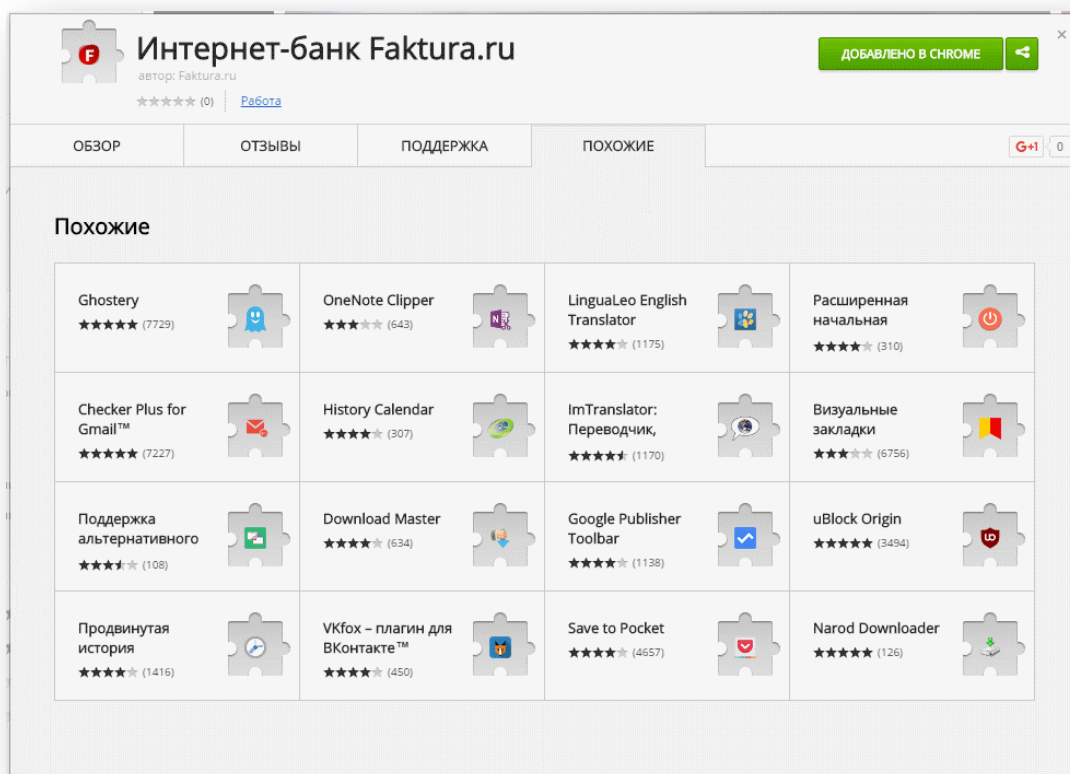 Интернет-банк Faktura.ru
автор: Faktura.ru
(0)
Работа
ДОБАВЛЕНО В CHROME
ОБЗОР
ОТЗЫВЫ
ПОДДЕРЖКА
ПОХОЖИЕ
G+1
0
Похожие
Ghostery
(7729)
OneNote Clipper
(643)
LinguaLeo English
Translator
(1175)
Расширенная
начальная
(310)
Checker Plus for
Gmail™
(7227)
History Calendar
(307)
ImTranslator:
Переводчик,
(1170)
Визуальные
закладки
(6756)
Поддержка
альтернативного
(108)
Download Master
(634)
Google Publisher
Toolbar
(1138)
uBlock Origin
(3494)
Продвинутая
история
(1416)
VKfox – плагин для
ВКонтакте™
(450)
Save to Pocket
(4657)
Narod Downloader
(126)